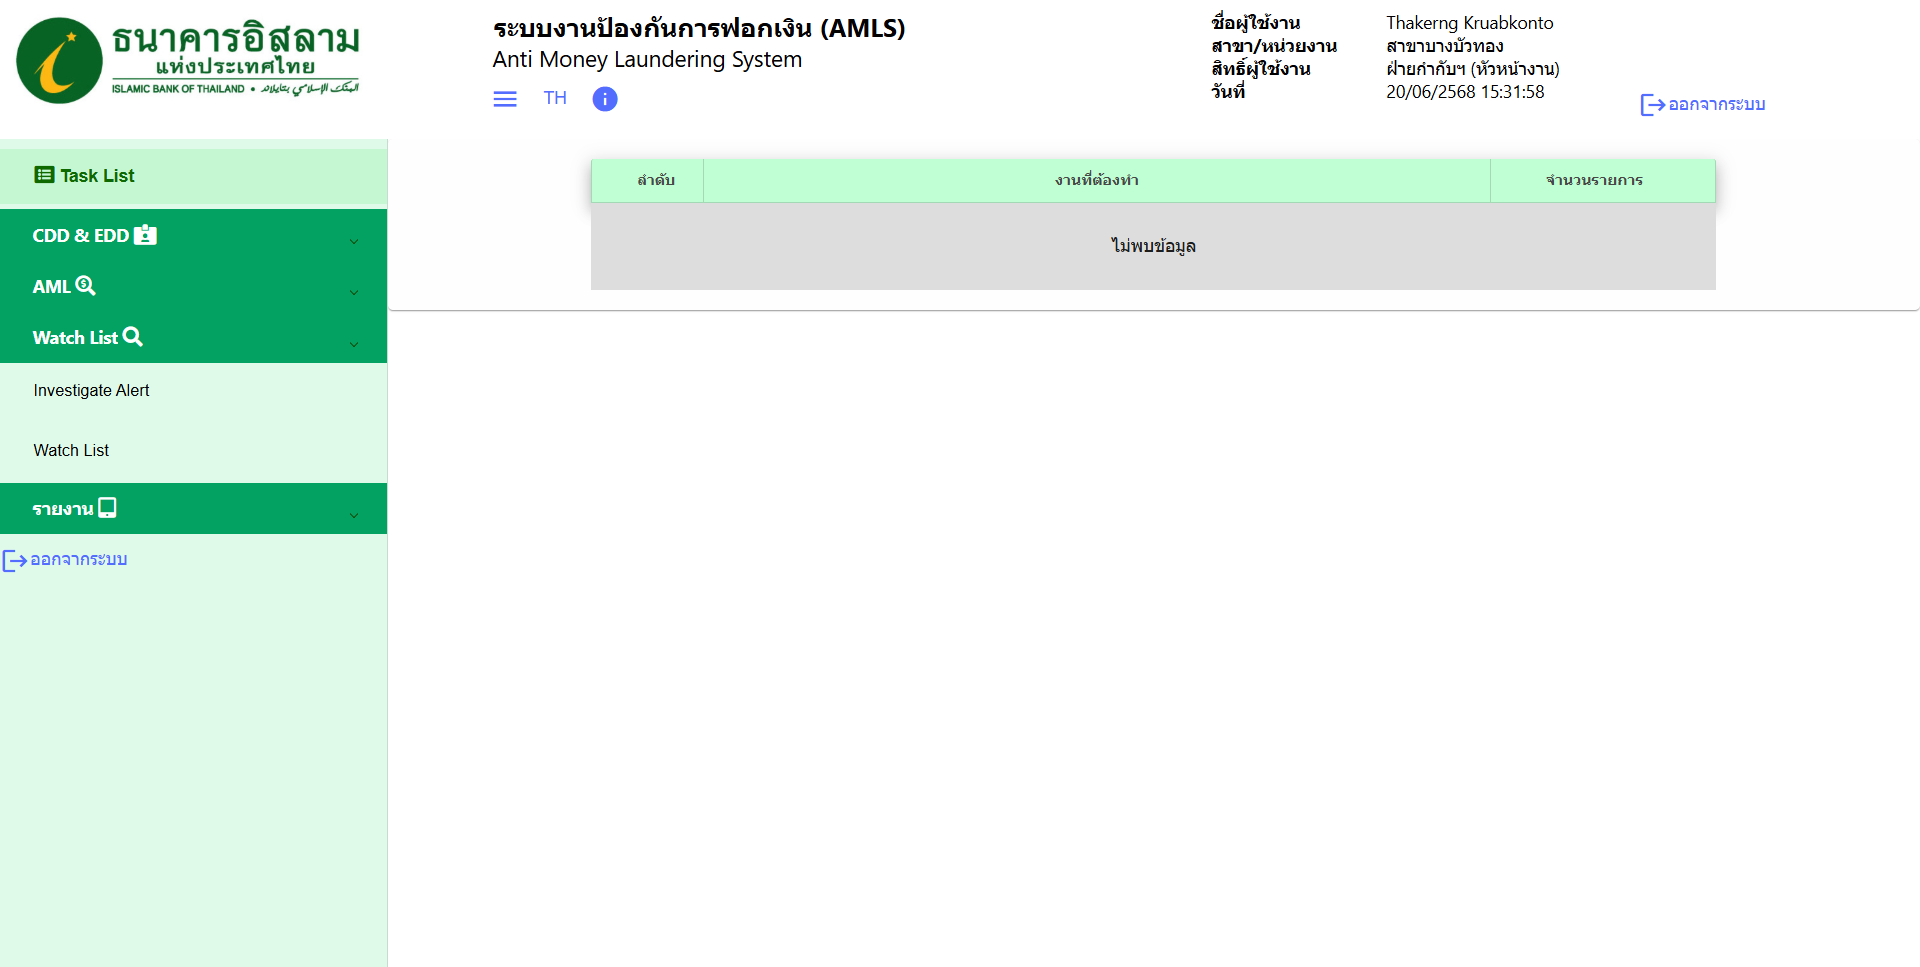 ธนาคารอิสลาม
แห่งประเทศไทย
ISLAMIC BANK OF THAILAND •
ระบบงานป้องกันการฟอกเงิน (AMLS)
Anti Money Laundering System
TH
ชื่อผู้ใช้งาน Thakerng Kruabkonto
สาขา/หน่วยงาน สาขาบางบัวทอง
สิทธิ์ผู้ใช้งาน ฝ่ายกำกับฯ (หัวหน้างาน)
วันที่ 20/06/2568 15:31:58
ออกจากระบบ
Task List
CDD & EDD
AML
Watch List
Investigate Alert
Watch List
รายงาน
ออกจากระบบ
ลำดับ งานที่ต้องทำ จำนวนรายการ
ไม่พบข้อมูล